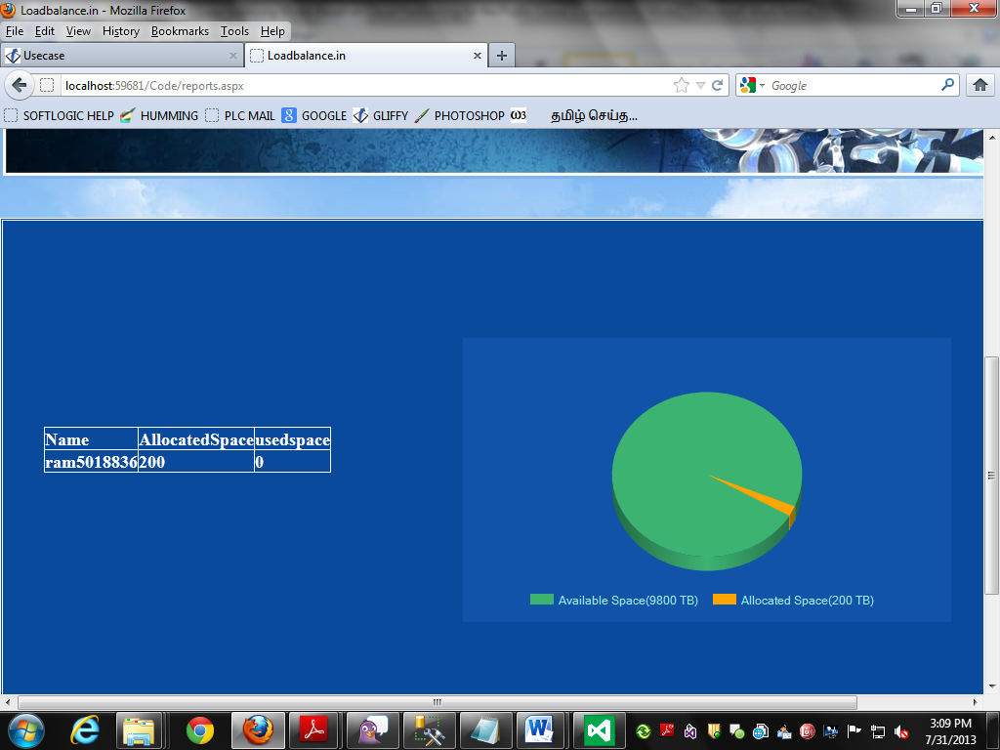 Loadbalance.in - Mozilla Firefox
File Edit View History Bookmarks Tools Help
Usecase
Loadbalance.in
localhost:59681/Code/reports.aspx
Google
SOFTLOGIC HELP HUMMING PLC MAIL GOOGLE GLIFFY PHOTOSHOP ω3 தமிழ் செய்த...
Name AllocatedSpace usedspace
ram5018836 200 0
Available Space(9800 TB) Allocated Space(200 TB)
3:09 PM
7/31/2013